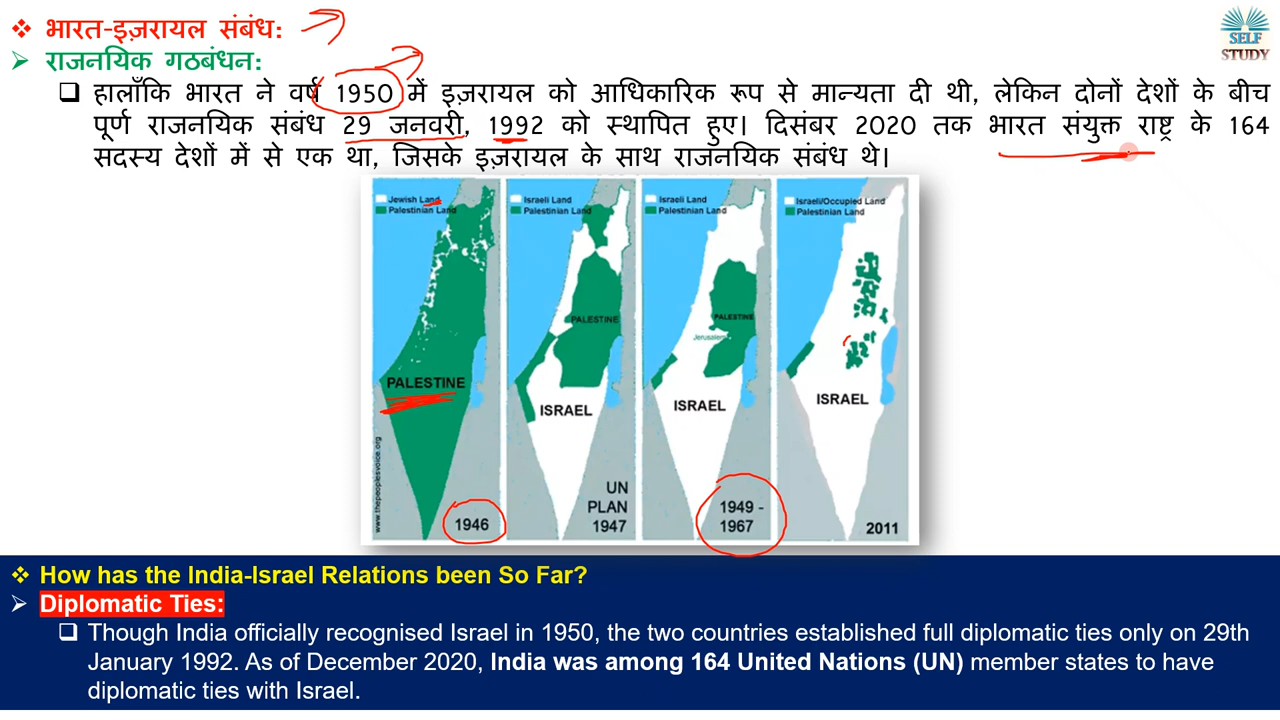 ❖ भारत-इज़रायल संबंध:
➢ राजनयिक गठबंधन:
❑ हालाँकि भारत ने वर्ष 1950 में इज़रायल को आधिकारिक रूप से मान्यता दी थी, लेकिन दोनों देशों के बीच
पूर्ण राजनयिक संबंध 29 जनवरी, 1992 को स्थापित हुए। दिसंबर 2020 तक भारत संयुक्त राष्ट्र के 164
सदस्य देशों में से एक था, जिसके इज़रायल के साथ राजनयिक संबंध थे।
SELF
STUDY
Jewish Land
Palestinian Land
PALESTINE
www.thepeoplesvoice.org
1946
Israeli Land
Palestinian Land
PALESTINE
ISRAEL
UN
PLAN
1947
Israeli Land
Palestinian Land
PALESTINE
Jerusalem
ISRAEL
1949 -
1967
Israeli/Occupied Land
Palestinian Land
ISRAEL
2011
❖ How has the India-Israel Relations been So Far?
➢ Diplomatic Ties:
❑ Though India officially recognised Israel in 1950, the two countries established full diplomatic ties only on 29th
January 1992. As of December 2020, India was among 164 United Nations (UN) member states to have
diplomatic ties with Israel.